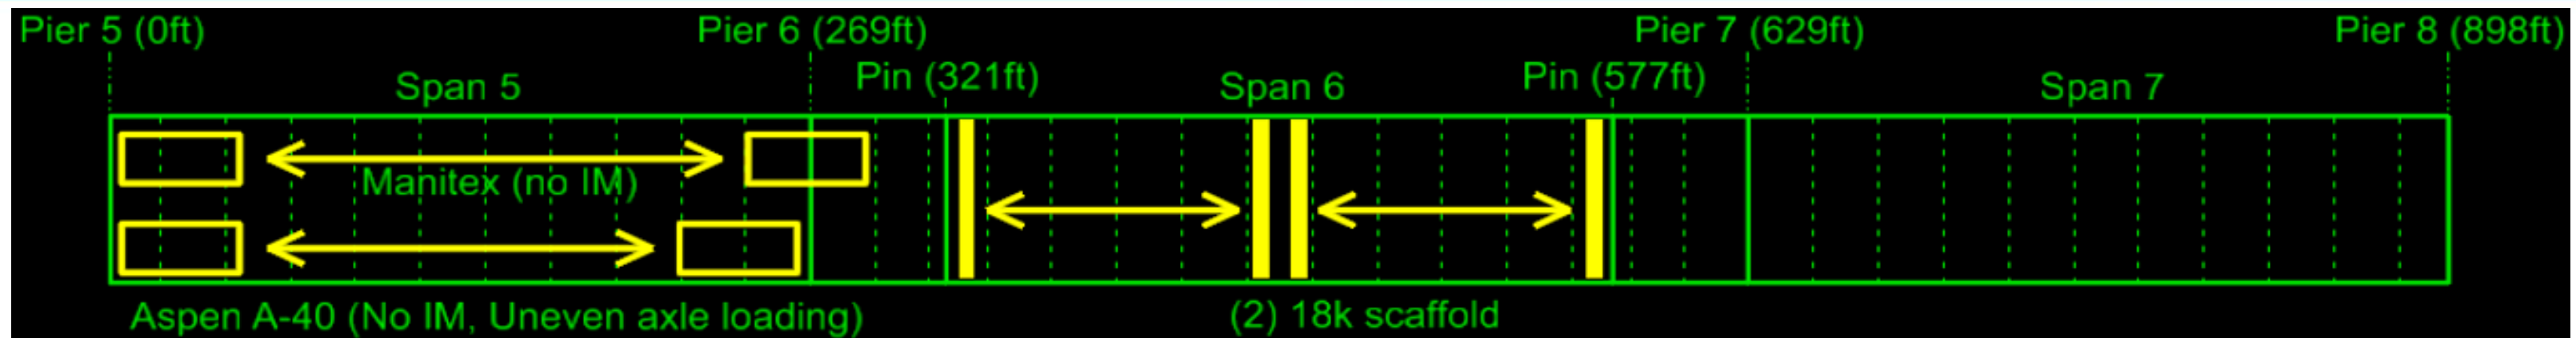 Pier 5 (0ft)
Pier 6 (269ft)
Pier 7 (629ft)
Pier 8 (898ft)
Span 5
Pin (321ft)
Span 6
Pin (577ft)
Span 7
Manitex (no IM)
Aspen A-40 (No IM, Uneven axle loading)
(2) 18k scaffold